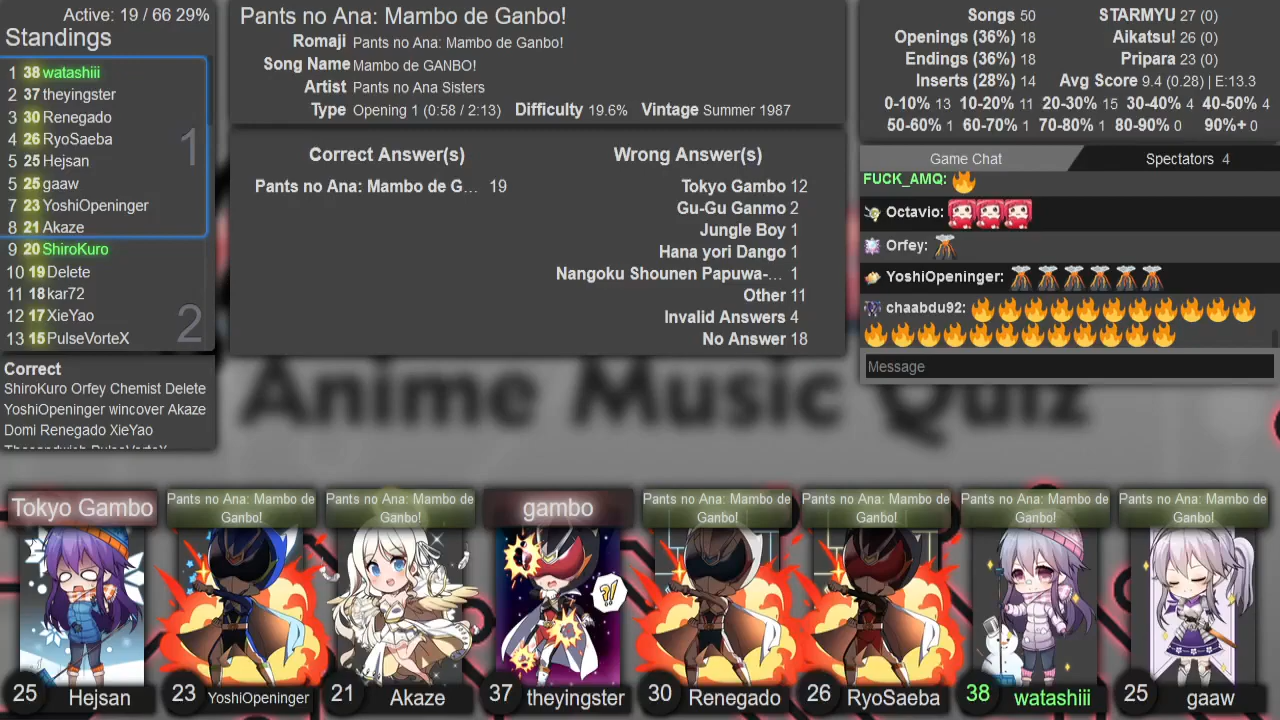 Active: 19 / 66 29%
Standings
1 38 watashiii
2 37 theyingster
3 30 Renegado
4 26 RyoSaeba
5 25 Hejsan
5 25 gaaw
7 23 YoshiOpeninger
8 21 Akaze
1
9 20 ShiroKuro
10 19 Delete
11 18 kar72
12 17 XieYao
13 15 PulseVorteX
2
Correct
ShiroKuro Orfey Chemist Delete
YoshiOpeninger wincover Akaze
Domi Renegado XieYao
Thesandwich PulseVorteX
Pants no Ana: Mambo de Ganbo!
Romaji Pants no Ana: Mambo de Ganbo!
Song Name Mambo de GANBO!
Artist Pants no Ana Sisters
Type Opening 1 (0:58 / 2:13) Difficulty 19.6% Vintage Summer 1987
Correct Answer(s)
Pants no Ana: Mambo de G... 19
Wrong Answer(s)
Tokyo Gambo 12
Gu-Gu Ganmo 2
Jungle Boy 1
Hana yori Dango 1
Nangoku Shounen Papuwa-... 1
Other 11
Invalid Answers 4
No Answer 18
Songs 50 STARMYU 27 (0)
Openings (36%) 18 Aikatsu! 26 (0)
Endings (36%) 18 Pripara 23 (0)
Inserts (28%) 14 Avg Score 9.4 (0.28) | E:13.3
0-10% 13 10-20% 11 20-30% 15 30-40% 4 40-50% 4
50-60% 1 60-70% 1 70-80% 1 80-90% 0 90%+ 0
Game Chat Spectators 4
FUCK_AMQ:
Octavio:
Orfey:
YoshiOpeninger:
chaabdu92:
Message
Anime Music Quiz
Tokyo Gambo
Pants no Ana: Mambo de
Ganbo!
Pants no Ana: Mambo de
Ganbo!
gambo
Pants no Ana: Mambo de
Ganbo!
Pants no Ana: Mambo de
Ganbo!
Pants no Ana: Mambo de
Ganbo!
Pants no Ana: Mambo de
Ganbo!
?!
25 Hejsan
23 YoshiOpeninger
21 Akaze
37 theyingster
30 Renegado
26 RyoSaeba
38 watashiii
25 gaaw